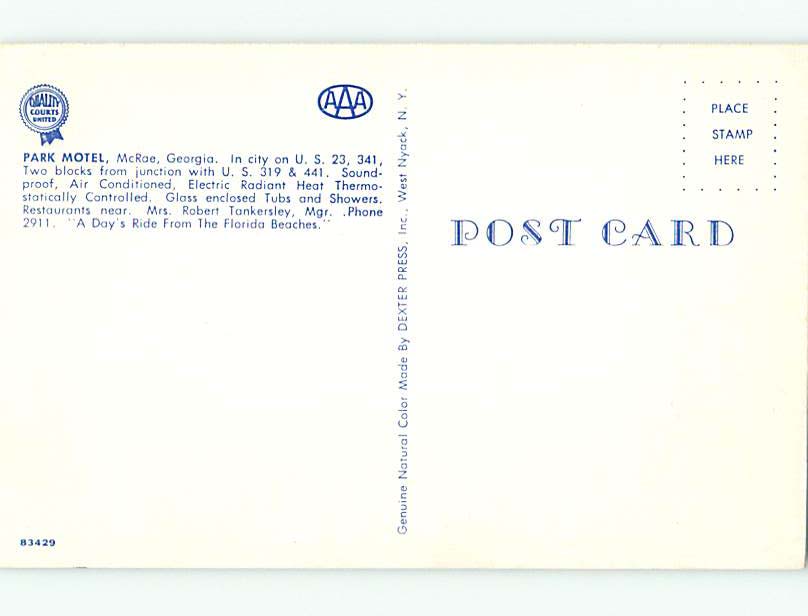 QUALITY
COURTS
UNITED
AAA
PARK MOTEL, McRae, Georgia. In city on U. S. 23, 341,
Two blocks from junction with U. S. 319 & 441. Sound-
proof, Air Conditioned, Electric Radiant Heat Thermo-
statically Controlled. Glass enclosed Tubs and Showers.
Restaurants near. Mrs. Robert Tankersley, Mgr. .Phone
2911. "A Day's Ride From The Florida Beaches."
83429
Genuine Natural Color Made By DEXTER PRESS, Inc., West Nyack, N. Y.
PLACE
STAMP
HERE
POST CARD